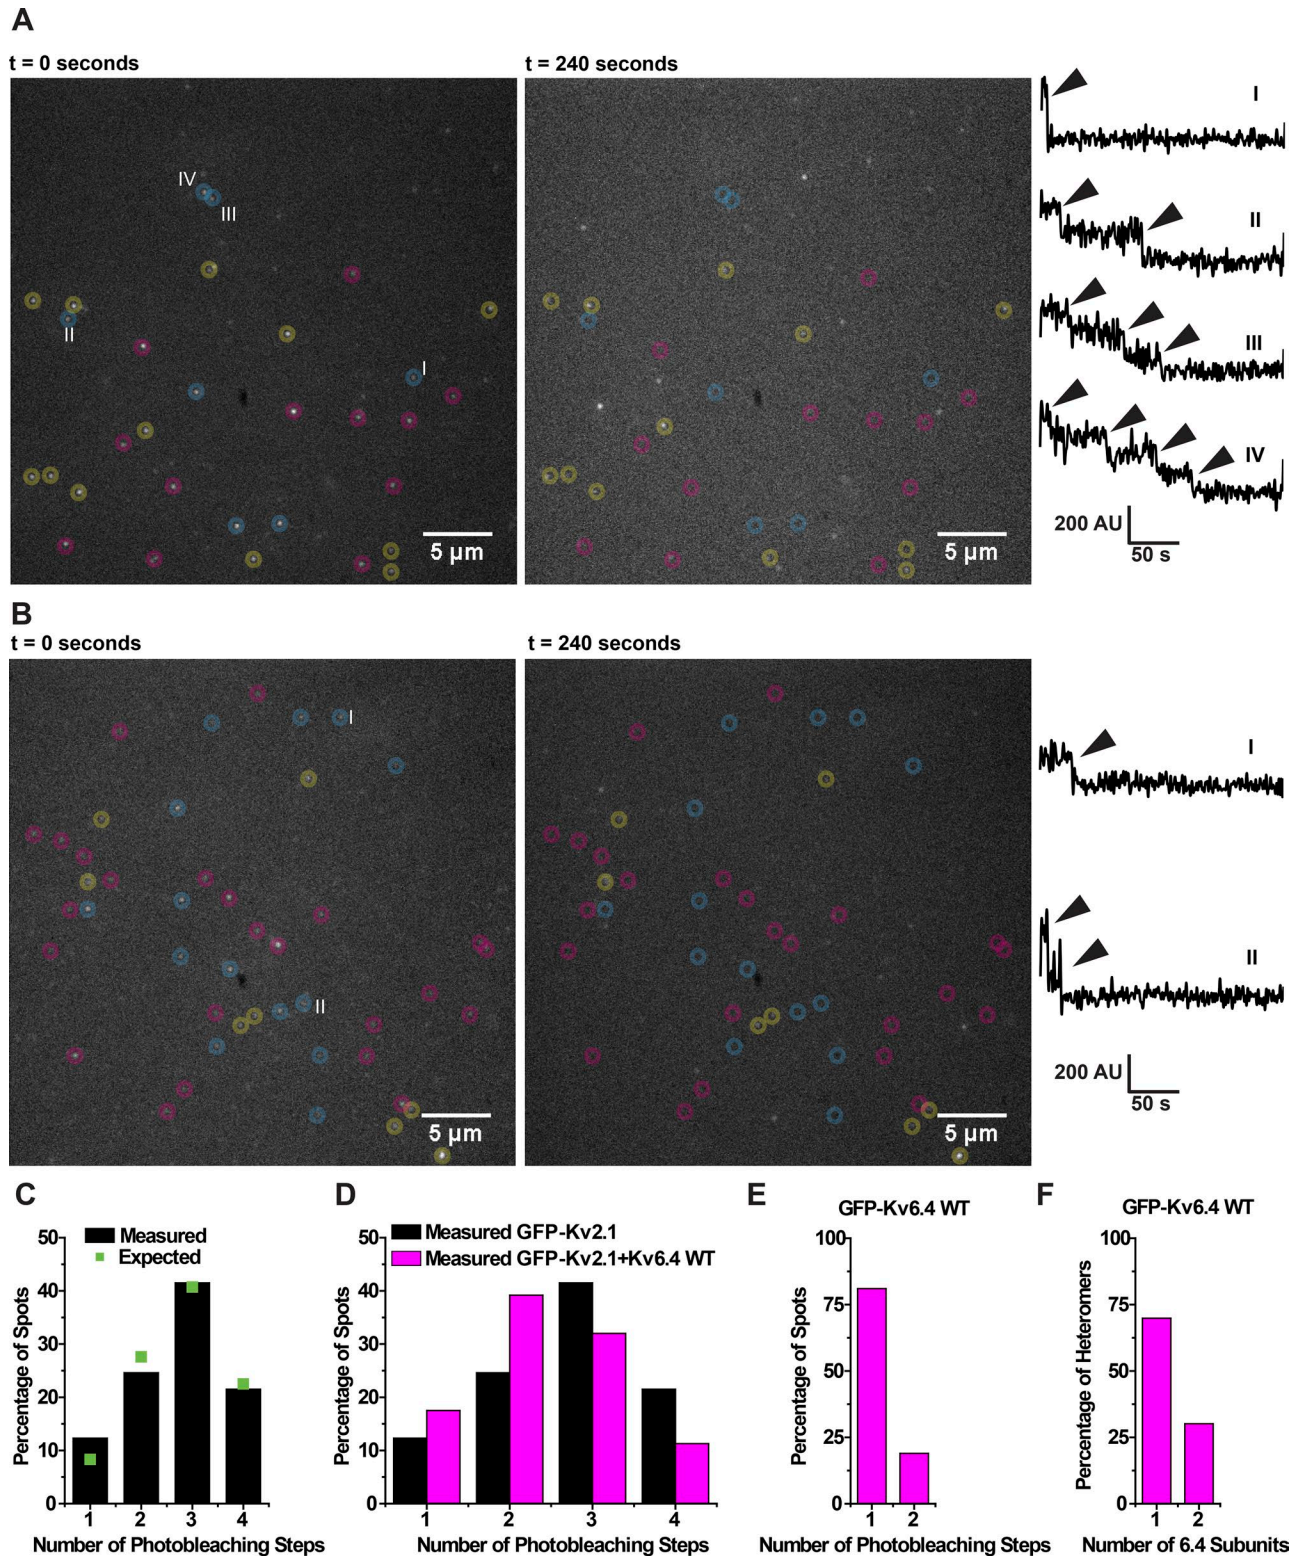 A
t = 0 seconds
t = 240 seconds
I
IV
III
II
II
III
I
IV
5 µm
5 µm
200 AU
50 s
B
t = 0 seconds
t = 240 seconds
I
I
II
II
200 AU
50 s
5 µm
5 µm
C
D
E
F
GFP-Kv6.4 WT
GFP-Kv6.4 WT
Measured
Expected
Measured GFP-Kv2.1
Measured GFP-Kv2.1+Kv6.4 WT
Percentage of Spots
50
40
30
20
10
0
1 2 3 4
Number of Photobleaching Steps
Percentage of Spots
50
40
30
20
10
0
1 2 3 4
Number of Photobleaching Steps
Percentage of Spots
100
75
50
25
0
1 2
Number of Photobleaching Steps
Percentage of Heteromers
100
75
50
25
0
1 2
Number of 6.4 Subunits